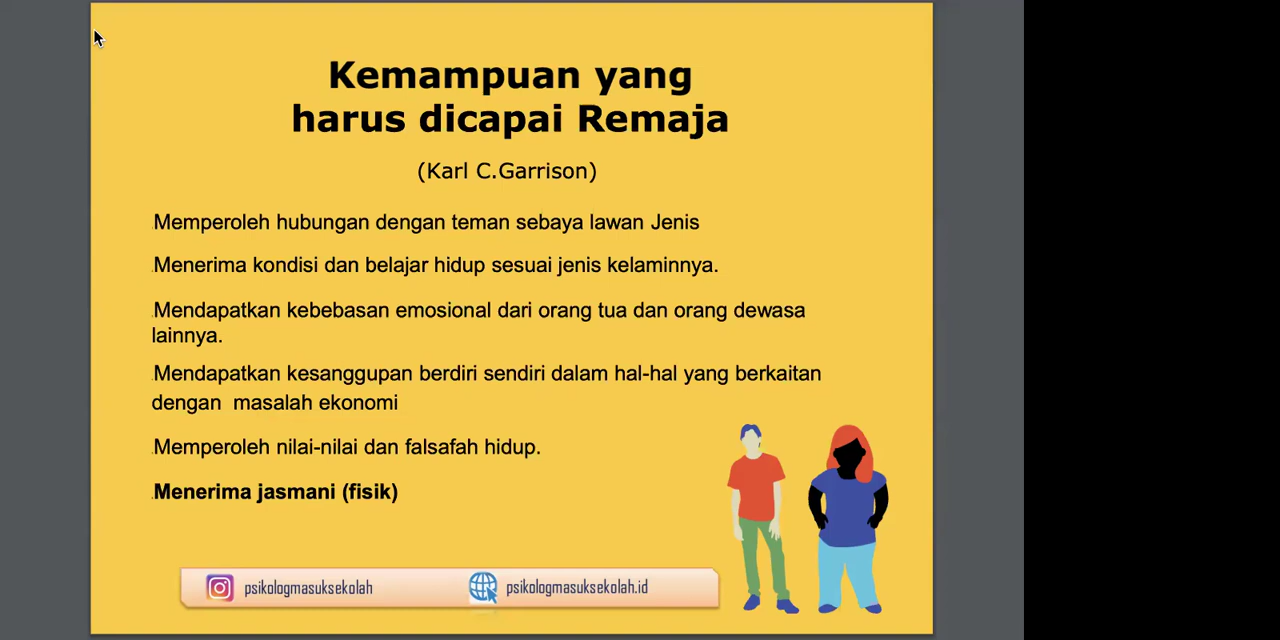 Kemampuan yang
harus dicapai Remaja
(Karl C.Garrison)
.Memperoleh hubungan dengan teman sebaya lawan Jenis
.Menerima kondisi dan belajar hidup sesuai jenis kelaminnya.
.Mendapatkan kebebasan emosional dari orang tua dan orang dewasa
lainnya.
.Mendapatkan kesanggupan berdiri sendiri dalam hal-hal yang berkaitan
dengan  masalah ekonomi
.Memperoleh nilai-nilai dan falsafah hidup.
.Menerima jasmani (fisik)
psikologmasuksekolah
psikologmasuksekolah.id